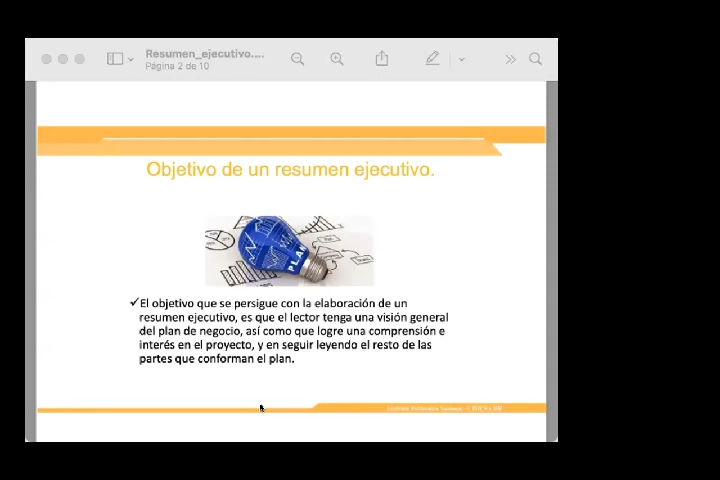 Resumen_ejecutivo....
Página 2 de 10
Objetivo de un resumen ejecutivo.
PLAN
✓El objetivo que se persigue con la elaboración de un
resumen ejecutivo, es que el lector tenga una visión general
del plan de negocio, así como que logre una comprensión e
interés en el proyecto, y en seguir leyendo el resto de las
partes que conforman el plan.